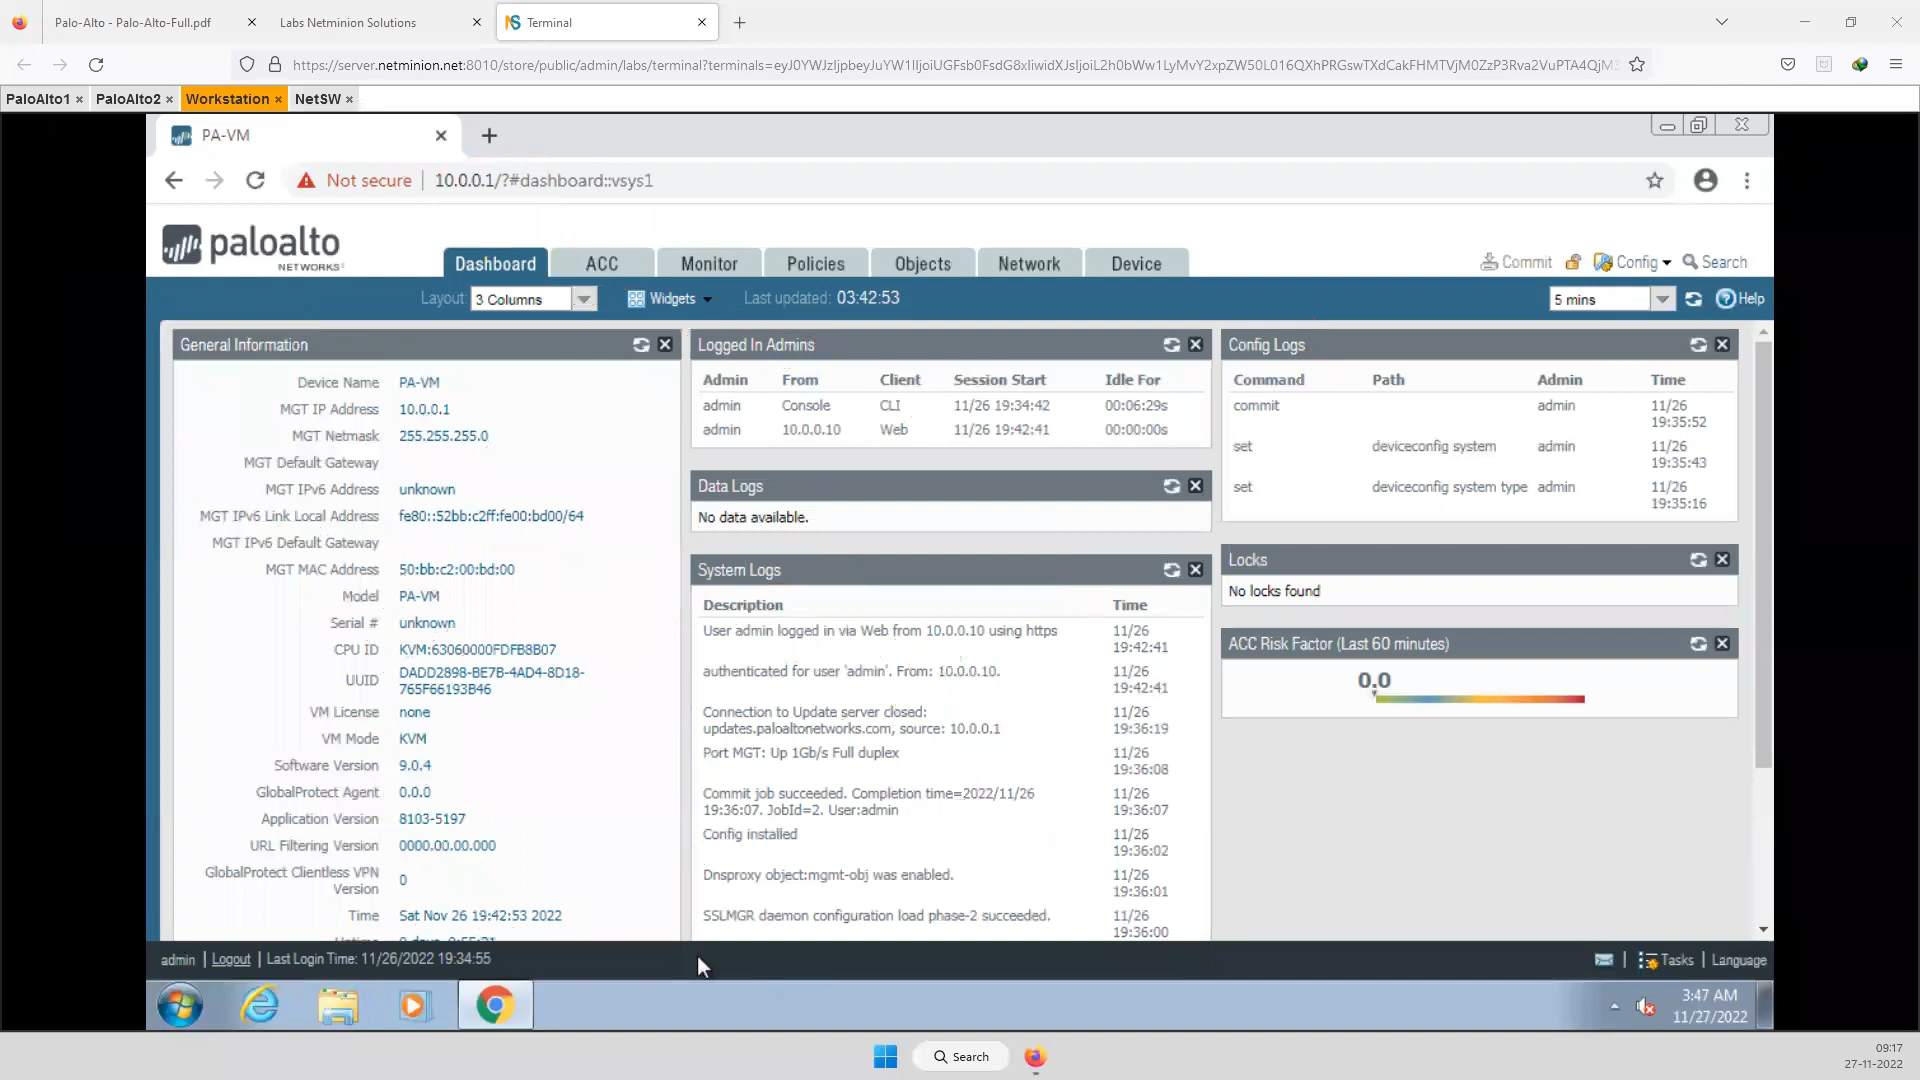 Palo-Alto - Palo-Alto-Full.pdf
Labs Netminion Solutions
Terminal
PaloAlto1 × PaloAlto2 × Workstation × NetSW ×
PA-VM
Not secure | 10.0.0.1/?#dashboard::vsys1
paloalto
NETWORKS
Dashboard ACC Monitor Policies Objects Network Device
Commit Config Search
Layout: 3 Columns Widgets Last updated: 03:42:53 5 mins Help
General Information
Device Name PA-VM
MGT IP Address 10.0.0.1
MGT Netmask 255.255.255.0
MGT Default Gateway
MGT IPv6 Address unknown
MGT IPv6 Link Local Address fe80::52bb:c2ff:fe00:bd00/64
MGT IPv6 Default Gateway
MGT MAC Address 50:bb:c2:00:bd:00
Model PA-VM
Serial # unknown
CPU ID KVM:63060000FDFB8B07
UUID DADD2898-BE7B-4AD4-8D18-
765F66193B46
VM License none
VM Mode KVM
Software Version 9.0.4
GlobalProtect Agent 0.0.0
Application Version 8103-5197
URL Filtering Version 0000.00.00.000
GlobalProtect Clientless VPN
Version 0
Time Sat Nov 26 19:42:53 2022
Logged In Admins
Admin From Client Session Start Idle For
admin Console CLI 11/26 19:34:42 00:06:29s
admin 10.0.0.10 Web 11/26 19:42:41 00:00:00s
Data Logs
No data available.
System Logs
Description Time
User admin logged in via Web from 10.0.0.10 using https 11/26
19:42:41
authenticated for user 'admin'. From: 10.0.0.10. 11/26
19:42:41
Connection to Update server closed: 11/26
updates.paloaltonetworks.com, source: 10.0.0.1 19:36:19
Port MGT: Up 1Gb/s Full duplex 11/26
19:36:08
Commit job succeeded. Completion time=2022/11/26 11/26
19:36:07. JobId=2. User:admin 19:36:07
Config installed 11/26
19:36:02
Dnsproxy object:mgmt-obj was enabled. 11/26
19:36:01
SSLMGR daemon configuration load phase-2 succeeded. 11/26
19:36:00
Config Logs
Command Path Admin Time
commit admin 11/26
19:35:52
set deviceconfig system admin 11/26
19:35:43
set deviceconfig system type admin 11/26
19:35:16
Locks
No locks found
ACC Risk Factor (Last 60 minutes)
0.0
admin | Logout | Last Login Time: 11/26/2022 19:34:55
Tasks | Language
3:47 AM
11/27/2022
Search
09:17
27-11-2022